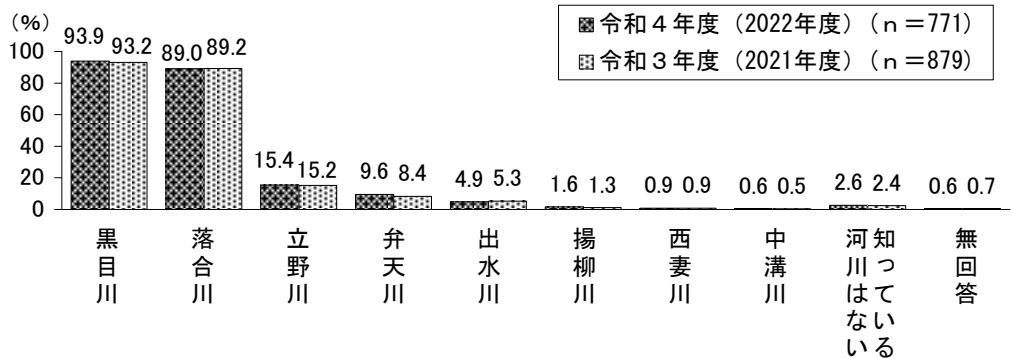 (%)
令和４年度（2022年度）(ｎ＝771)
令和３年度（2021年度）(ｎ＝879)
100
80
60
40
20
0
93.9 93.2
89.0 89.2
15.4 15.2
9.6 8.4
4.9 5.3
1.6 1.3
0.9 0.9
0.6 0.5
2.6 2.4
0.6 0.7
黒目川
落合川
立野川
弁天川
出水川
揚柳川
西妻川
中溝川
知っている
河川はない
無回答